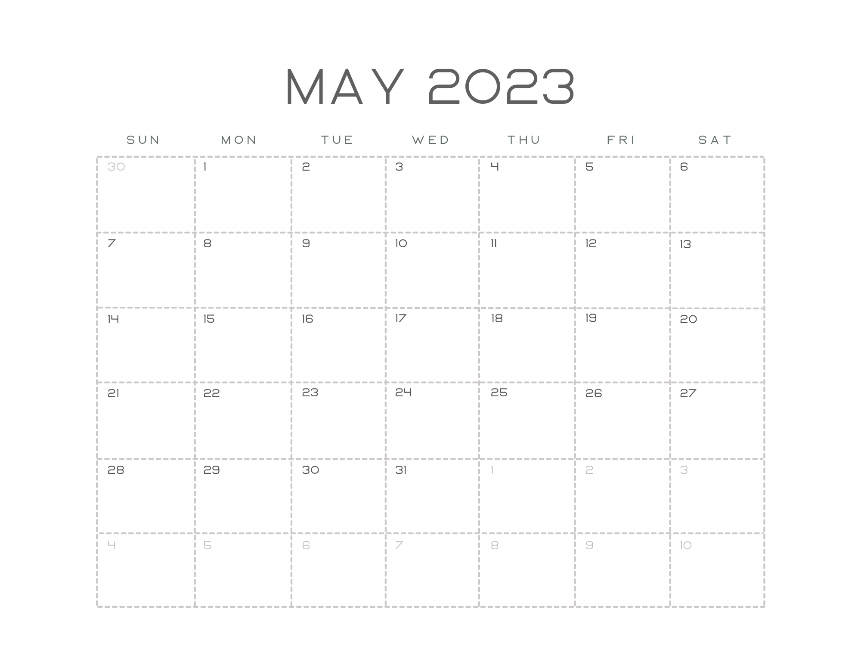 MAY 2023
SUN MON TUE WED THU FRI SAT
30 1 2 3 4 5 6
7 8 9 10 11 12 13
14 15 16 17 18 19 20
21 22 23 24 25 26 27
28 29 30 31 1 2 3
4 5 6 7 8 9 10